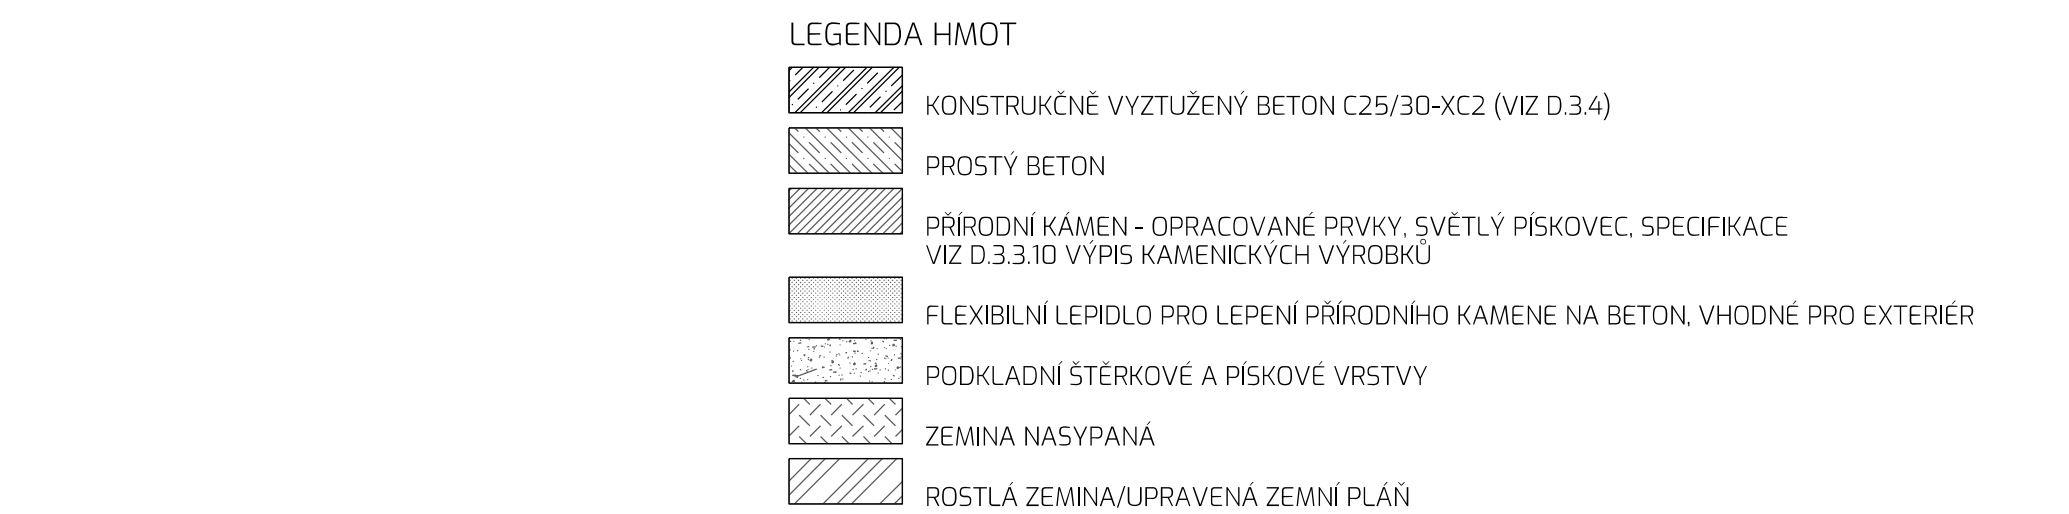 LEGENDA HMOT
KONSTRUKČNĚ VYZTUŽENÝ BETON C25/30-XC2 (VIZ D.3.4)
PROSTÝ BETON
PŘÍRODNÍ KÁMEN - OPRACOVANÉ PRVKY, SVĚTLÝ PÍSKOVEC, SPECIFIKACE
VIZ D.3.3.10 VÝPIS KAMENICKÝCH VÝROBKŮ
FLEXIBILNÍ LEPIDLO PRO LEPENÍ PŘÍRODNÍHO KAMENE NA BETON, VHODNÉ PRO EXTERIÉR
PODKLADNÍ ŠTĚRKOVÉ A PÍSKOVÉ VRSTVY
ZEMINA NASYPANÁ
ROSTLÁ ZEMINA/UPRAVENÁ ZEMNÍ PLÁŇ